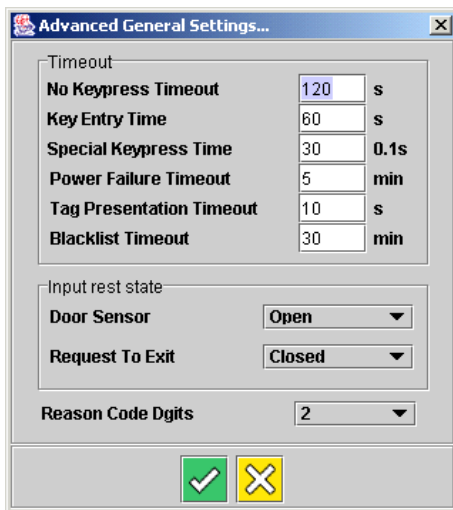 Advanced General Settings...
Timeout
No Keypress Timeout 120 s
Key Entry Time 60 s
Special Keypress Time 30 0.1s
Power Failure Timeout 5 min
Tag Presentation Timeout 10 s
Blacklist Timeout 30 min
Input rest state
Door Sensor Open
Request To Exit Closed
Reason Code Dgits 2